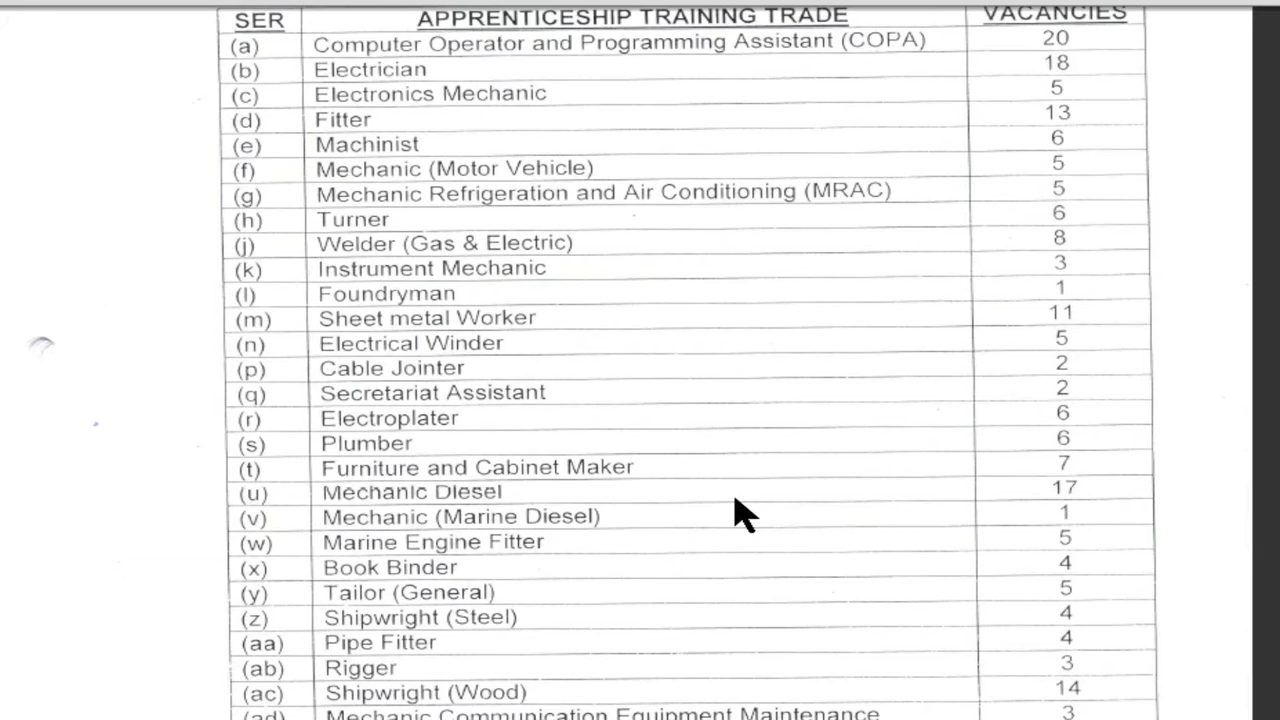 SER APPRENTICESHIP TRAINING TRADE VACANCIES
(a) Computer Operator and Programming Assistant (COPA) 20
(b) Electrician 18
(c) Electronics Mechanic 5
(d) Fitter 13
(e) Machinist 6
(f) Mechanic (Motor Vehicle) 5
(g) Mechanic Refrigeration and Air Conditioning (MRAC) 5
(h) Turner 6
(j) Welder (Gas & Electric) 8
(k) Instrument Mechanic 3
(l) Foundryman 1
(m) Sheet metal Worker 11
(n) Electrical Winder 5
(p) Cable Jointer 2
(q) Secretariat Assistant 2
(r) Electroplater 6
(s) Plumber 6
(t) Furniture and Cabinet Maker 7
(u) Mechanic Diesel 17
(v) Mechanic (Marine Diesel) 1
(w) Marine Engine Fitter 5
(x) Book Binder 4
(y) Tailor (General) 5
(z) Shipwright (Steel) 4
(aa) Pipe Fitter 4
(ab) Rigger 3
(ac) Shipwright (Wood) 14
(ad) Mechanic Communication Equipment Maintenance 3